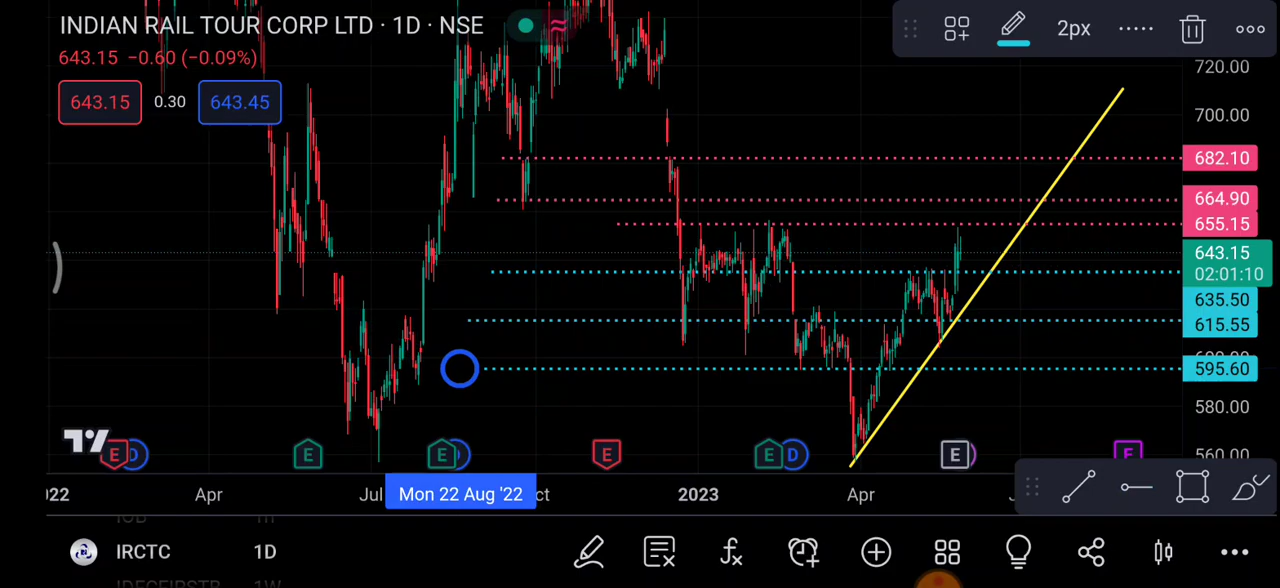 INDIAN RAIL TOUR CORP LTD · 1D · NSE
643.15 −0.60 (−0.09%)
643.15 0.30 643.45
2px
720.00
700.00
682.10
664.90
655.15
643.15
02:01:10
635.50
615.55
595.60
580.00
560.00
E D E E D E E D E E
Apr Jul Mon 22 Aug '22 2023 Apr
IRCTC 1D